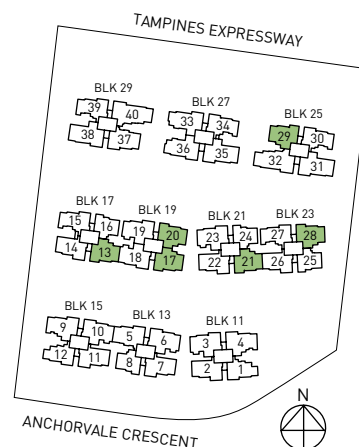 TAMPINES EXPRESSWAY
BLK 29
BLK 27
BLK 25
39 40
38 37
33 34
36 35
29 30
32 31
BLK 17
BLK 19
BLK 21
BLK 23
15 16
14 13
19 20
18 17
23 24
22 21
27 28
26 25
BLK 15
BLK 13
BLK 11
9 10
12 11
5 6
8 7
3 4
2 1
N
ANCHORVALE CRESCENT